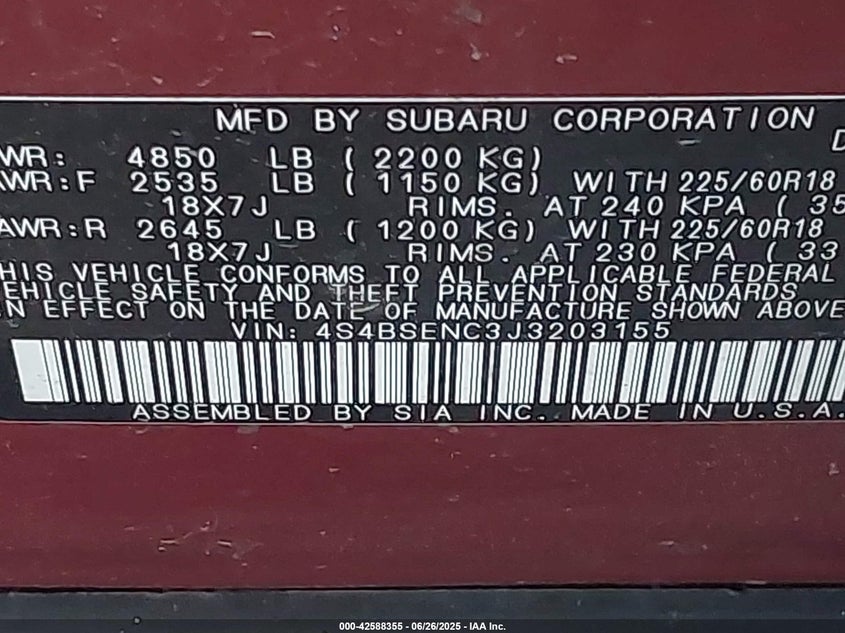 MFD BY SUBARU CORPORATION
WR: 4850 LB ( 2200 KG)
AWR:F 2535 LB ( 1150 KG) WITH 225/60R18
18X7J RIMS. AT 240 KPA ( 35
AWR:R 2645 LB ( 1200 KG) WITH 225/60R18
18X7J RIMS. AT 230 KPA ( 33
HIS VEHICLE CONFORMS TO ALL APPLICABLE FEDERAL
EHICLE SAFETY AND THEFT PREVENTION STANDARDS
N EFFECT ON THE DATE OF MANUFACTURE SHOWN ABOVE
VIN: 4S4BSENC3J3203155
ASSEMBLED BY SIA INC. MADE IN U.S.A.
000-42588355 - 06/26/2025 - IAA Inc.